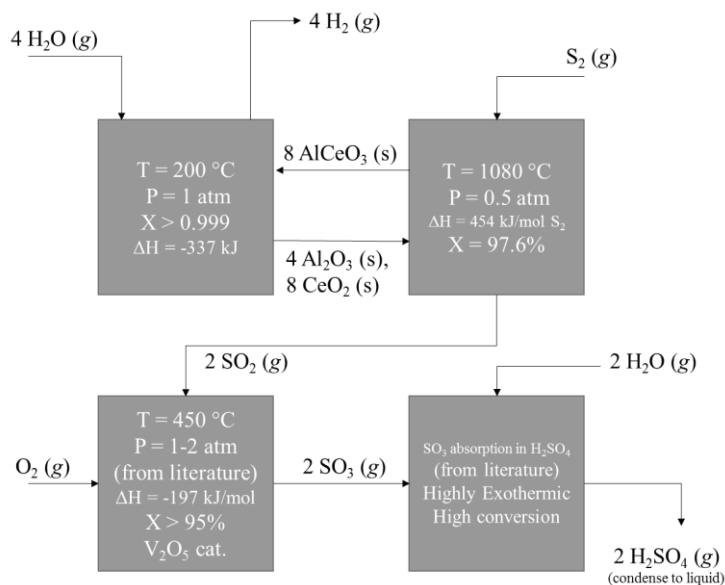 4 H₂O (g)
4 H₂ (g)
S₂ (g)
T = 200 °C
P = 1 atm
X > 0.999
ΔH = -337 kJ
8 AlCeO₃ (s)
4 Al₂O₃ (s),
8 CeO₂ (s)
T = 1080 °C
P = 0.5 atm
ΔH = 454 kJ/mol S₂
X = 97.6%
2 SO₂ (g)
2 H₂O (g)
O₂ (g)
T = 450 °C
P = 1-2 atm
(from literature)
ΔH = -197 kJ/mol
X > 95%
V₂O₅ cat.
2 SO₃ (g)
SO₃ absorption in H₂SO₄
(from literature)
Highly Exothermic
High conversion
2 H₂SO₄ (g)
(condense to liquid)